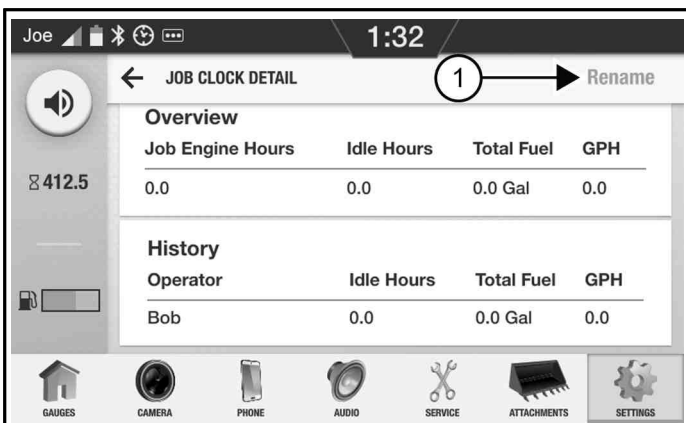 Joe 1:32
JOB CLOCK DETAIL 1 Rename
Overview
Job Engine Hours Idle Hours Total Fuel GPH
412.5 0.0 0.0 0.0 Gal 0.0
History
Operator Idle Hours Total Fuel GPH
Bob 0.0 0.0 Gal 0.0
GAUGES CAMERA PHONE AUDIO SERVICE ATTACHMENTS SETTINGS